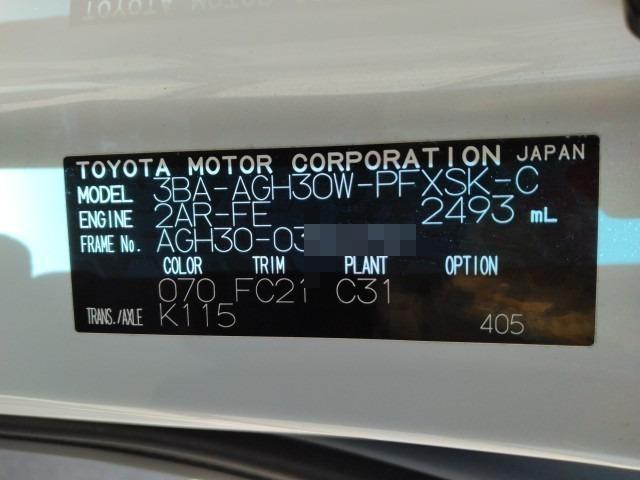 TOYOTA MOTOR CORPORATION JAPAN
MODEL 3BA-AGH30W-PFXSK-C
ENGINE 2AR-FE 2493 mL
FRAME No. AGH30-03
COLOR TRIM PLANT OPTION
070 FC21 C31
TRANS./AXLE K115 405